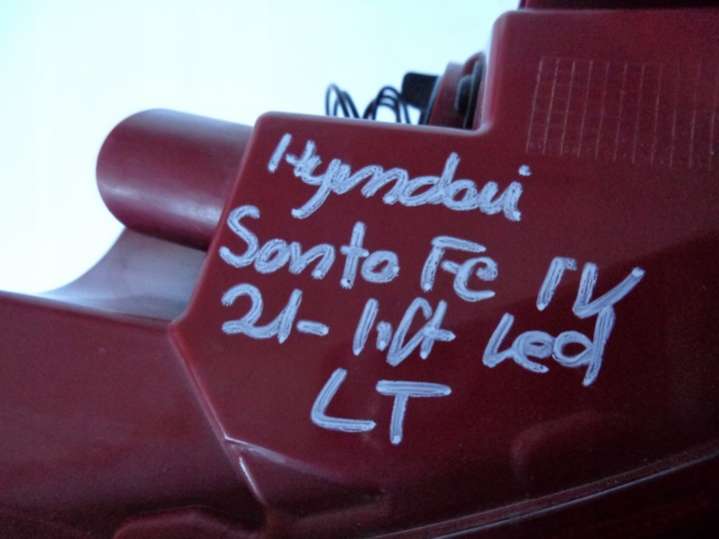 Hyundai
Santa Fe IV
21- lift Led
LT